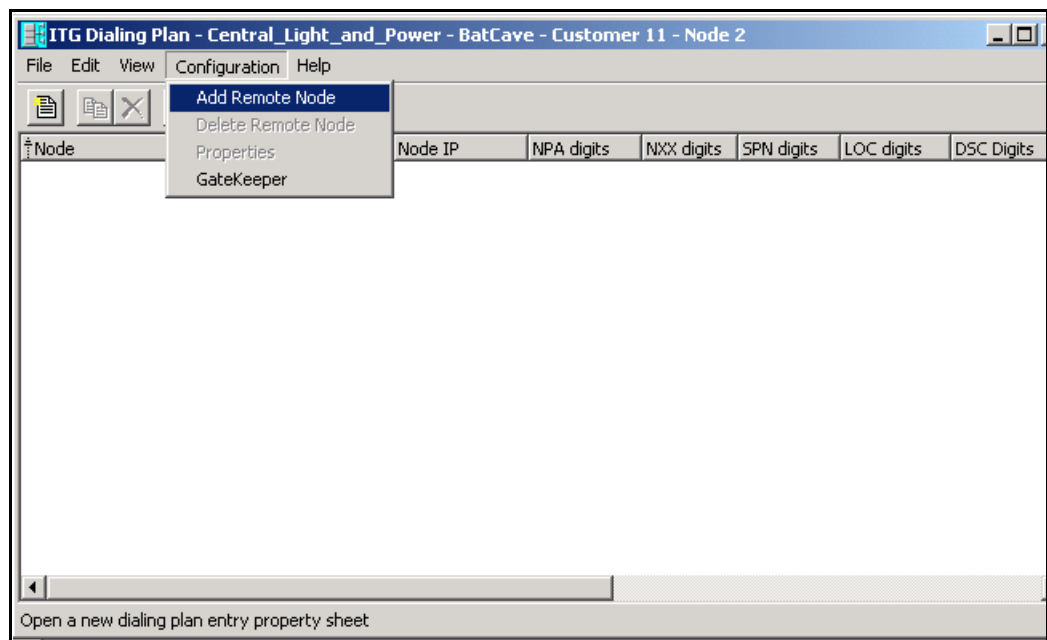 ITG Dialing Plan - Central_Light_and_Power - BatCave - Customer 11 - Node 2
File Edit View Configuration Help
Add Remote Node
Delete Remote Node
Properties
GateKeeper
Node Node IP NPA digits NXX digits SPN digits LOC digits DSC Digits
Open a new dialing plan entry property sheet